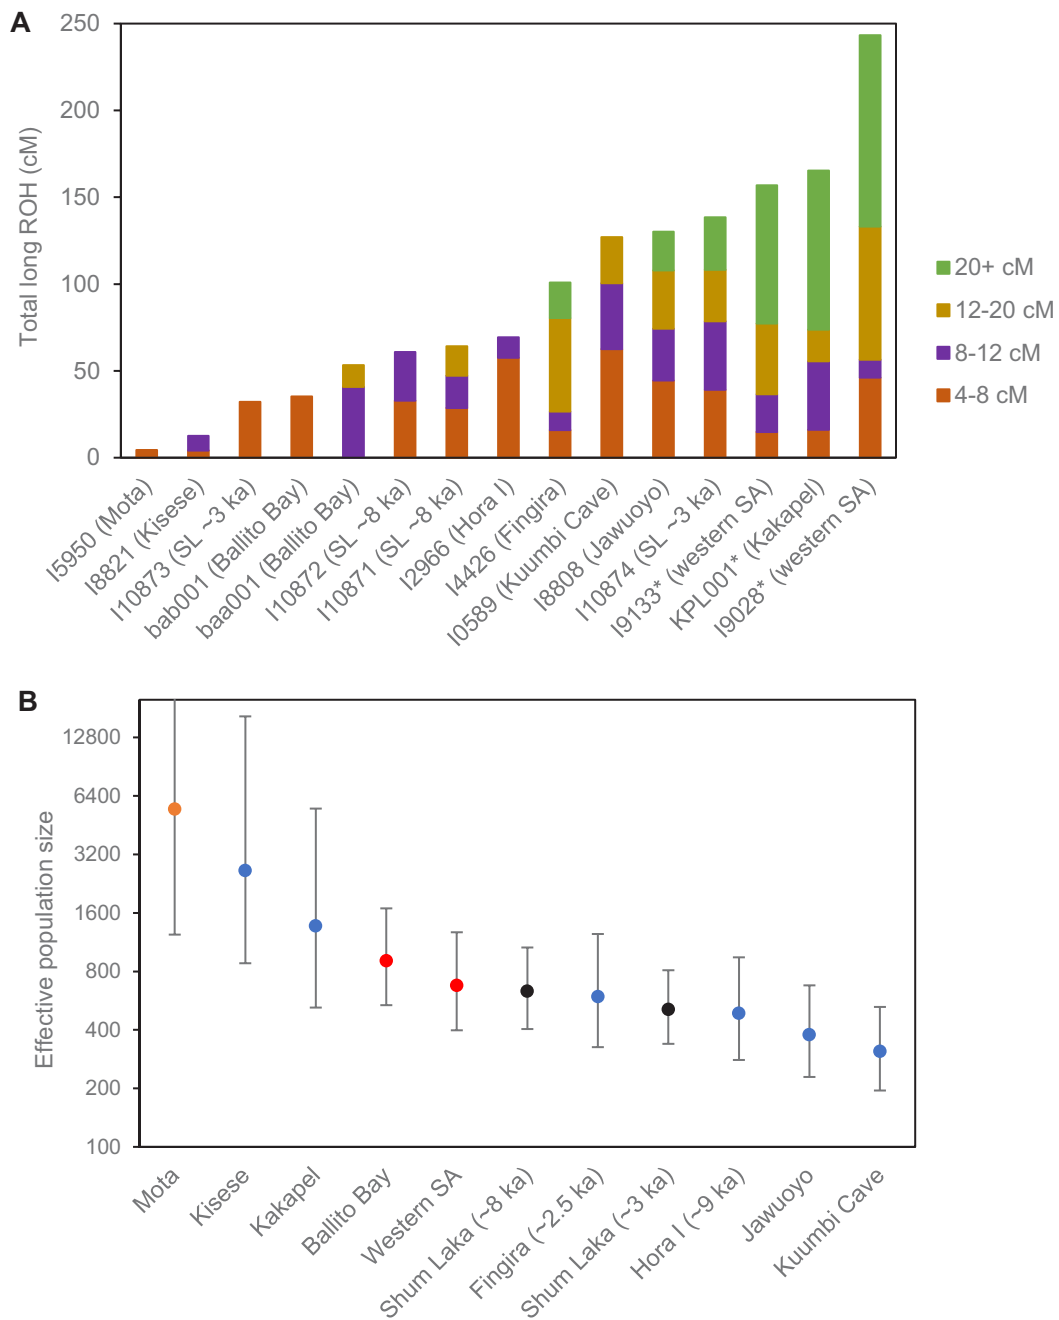 A
250
200
150
100
50
0
Total long ROH (cM)
20+ cM
12-20 cM
8-12 cM
4-8 cM
I5950 (Mota)
I8821 (Kisese)
I10873 (SL ~3 ka)
bab001 (Ballito Bay)
baa001 (Ballito Bay)
I10872 (SL ~8 ka)
I10871 (SL ~8 ka)
I2966 (Hora I)
I4426 (Fingira)
I0589 (Kuumbi Cave)
I8808 (Jawuoyo)
I10874 (SL ~3 ka)
I9133* (western SA)
KPL001* (Kakapel)
I9028* (western SA)
B
12800
6400
3200
1600
800
400
200
100
Effective population size
Mota
Kisese
Kakapel
Ballito Bay
Western SA
Shum Laka (~8 ka)
Fingira (~2.5 ka)
Shum Laka (~3 ka)
Hora I (~9 ka)
Jawuoyo
Kuumbi Cave